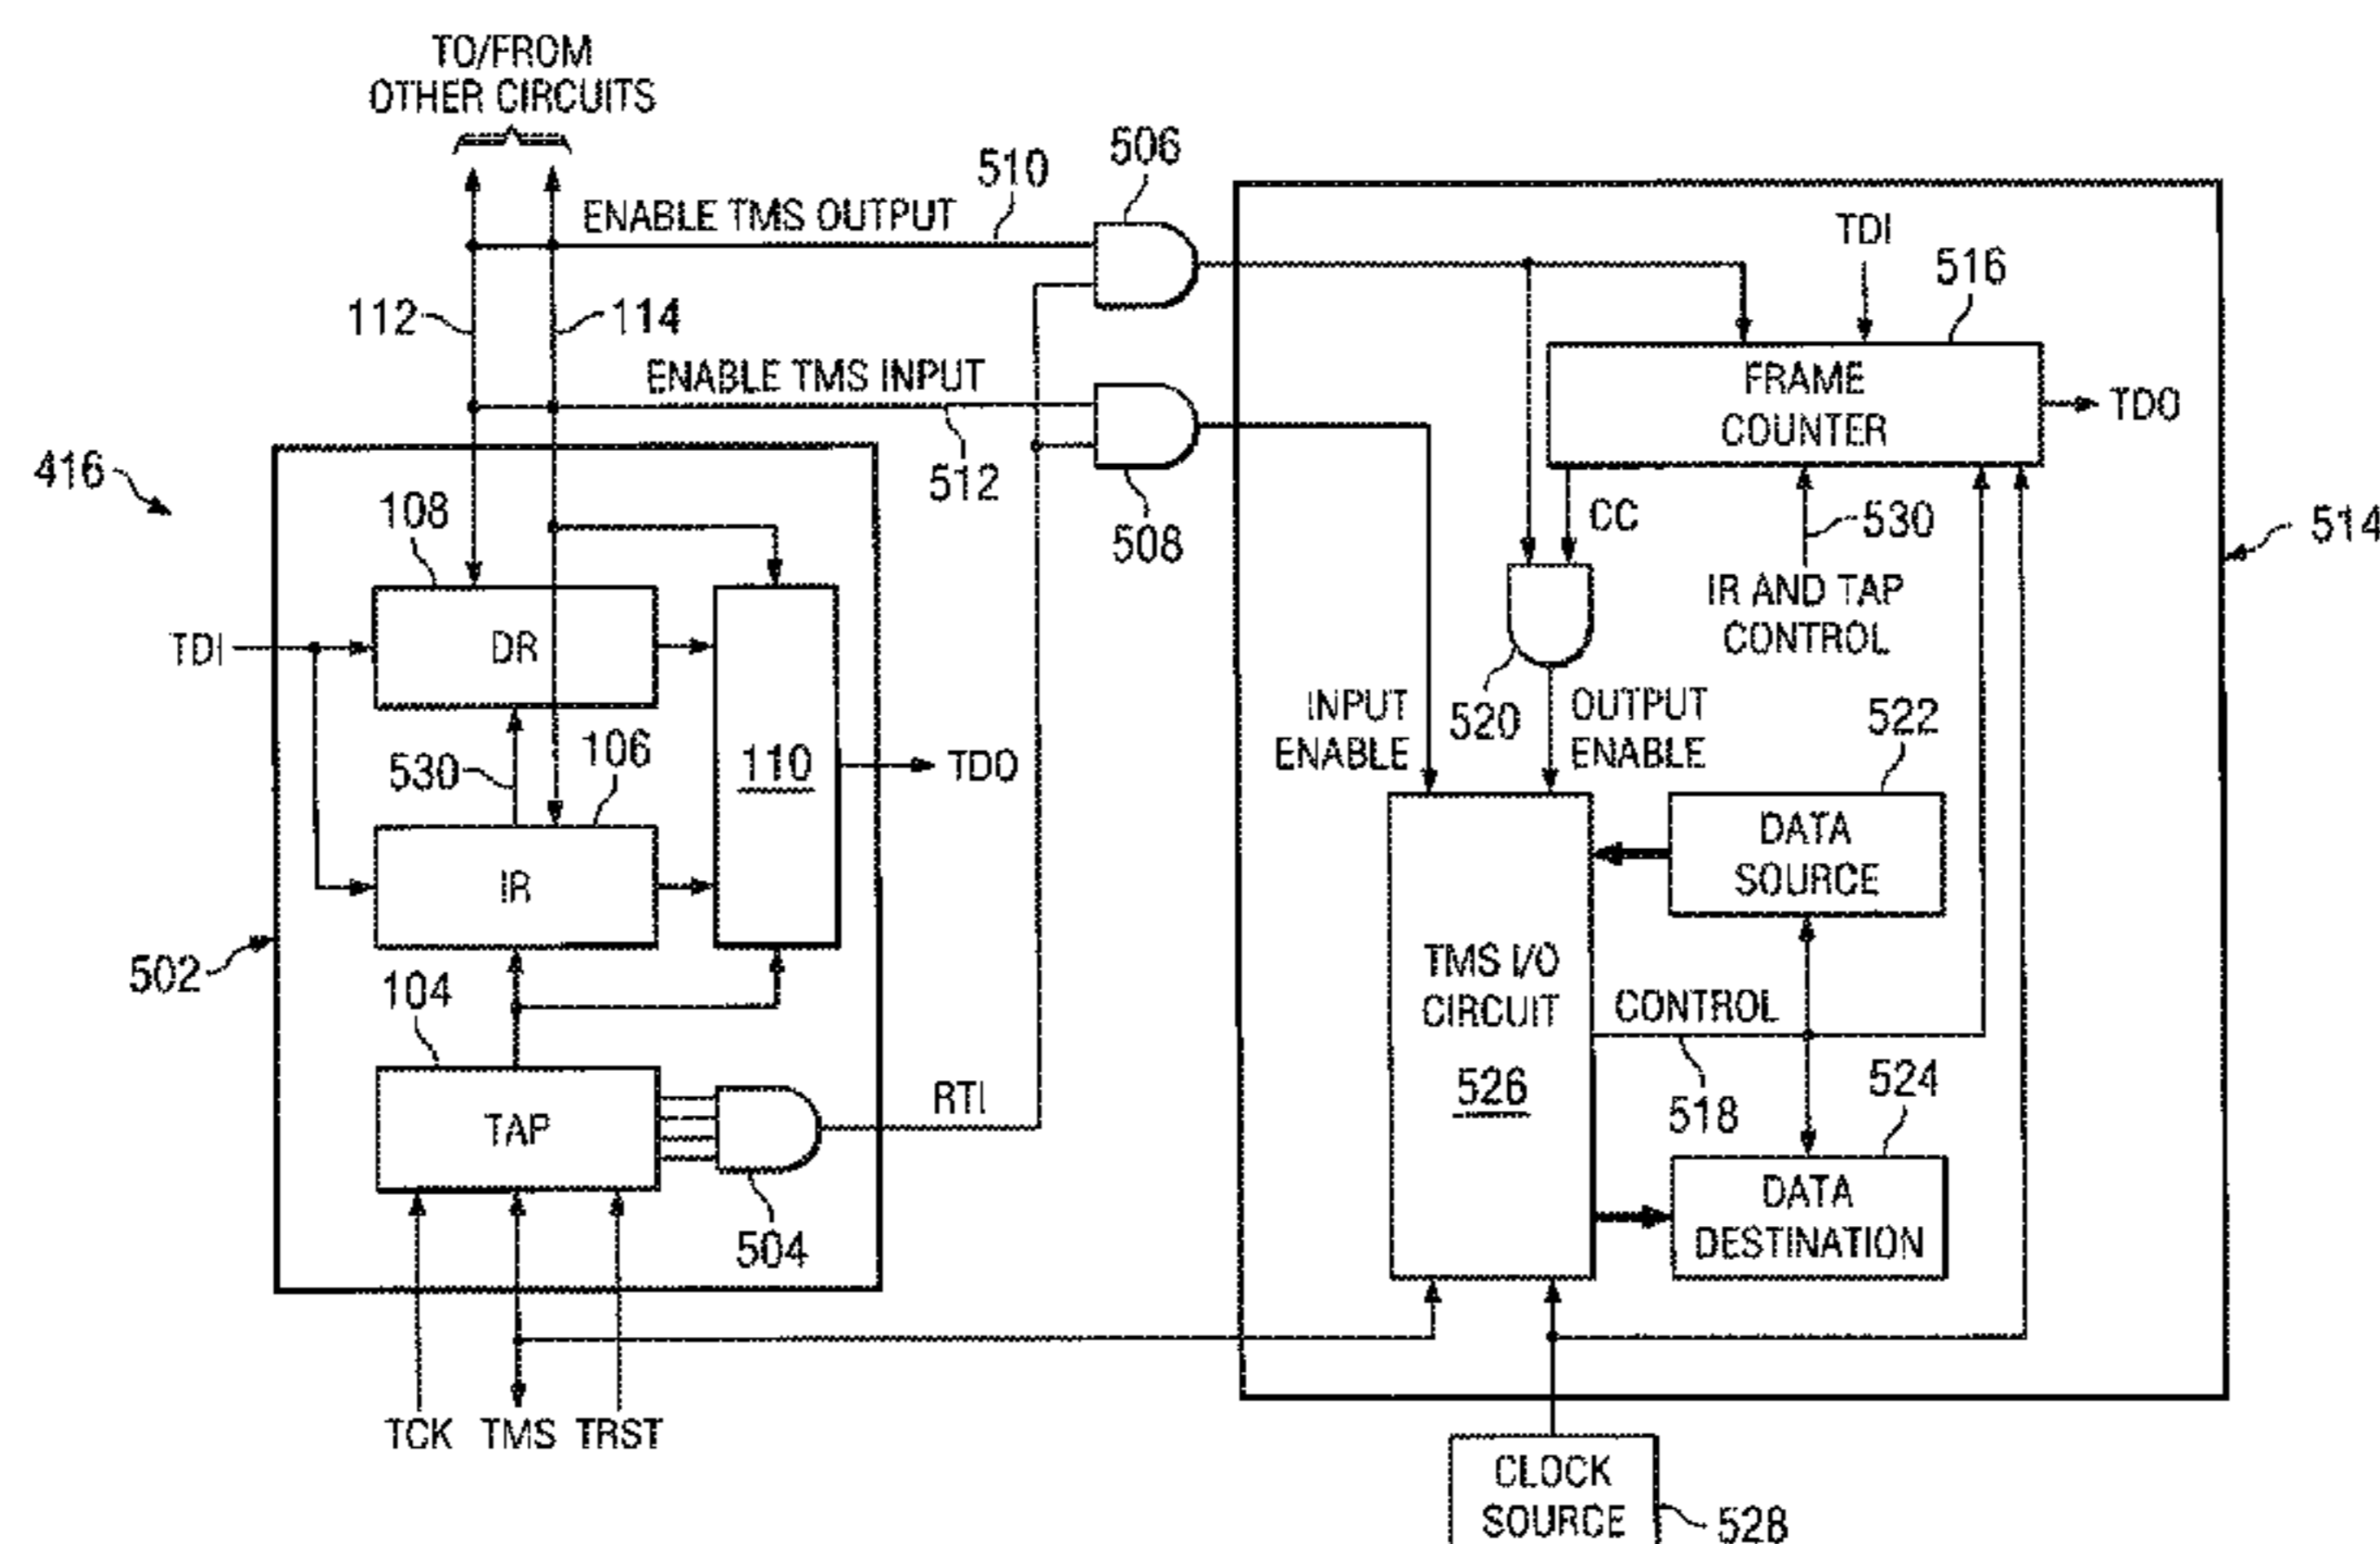 TO/FROM
OTHER CIRCUITS
506
510
ENABLE TMS OUTPUT
TDI
516
112
114
ENABLE TMS INPUT
FRAME
COUNTER
TDO
416
512
108
CC
530
514
508
IR AND TAP
CONTROL
TDI
DR
INPUT
ENABLE
520
OUTPUT
ENABLE
522
530
106
110
TDO
DATA
SOURCE
IR
502
104
TMS I/O
CIRCUIT
526
CONTROL
518
524
TAP
RTI
504
DATA
DESTINATION
TCK
TMS
TRST
CLOCK
SOURCE
528